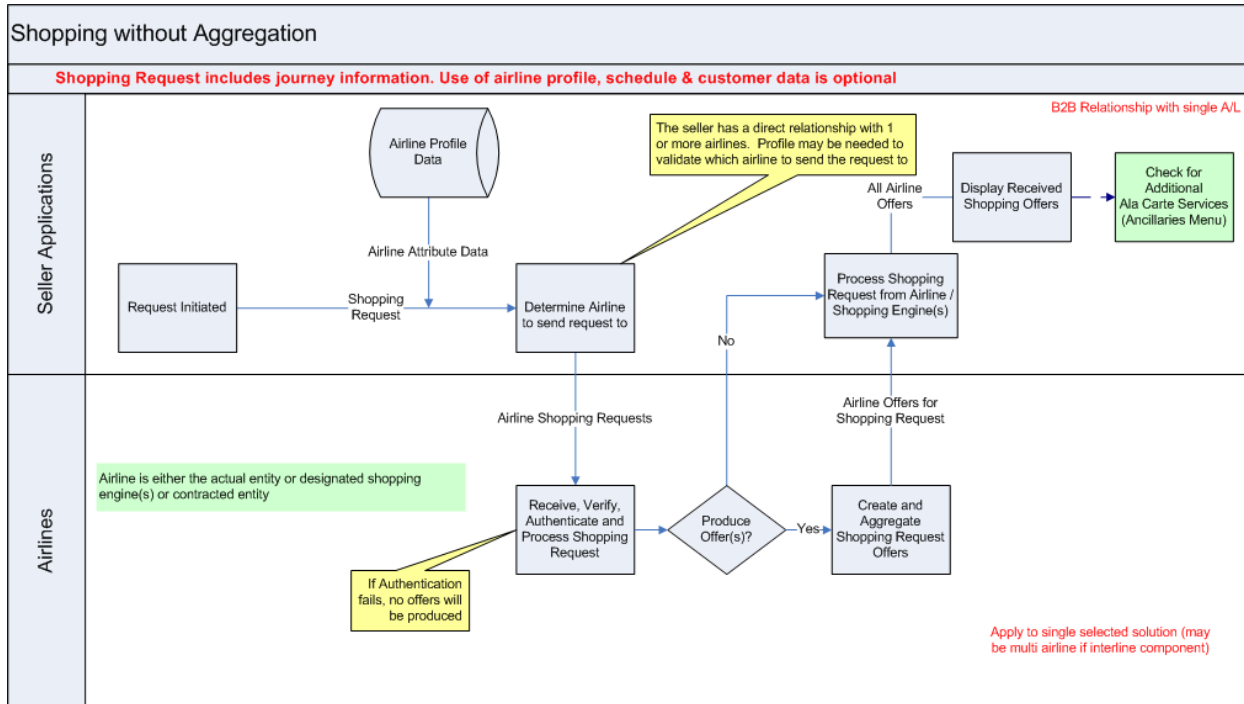 Shopping without Aggregation
Shopping Request includes journey information. Use of airline profile, schedule & customer data is optional
Seller Applications
B2B Relationship with single A/L
Airline Profile
Data
The seller has a direct relationship with 1
or more airlines. Profile may be needed to
validate which airline to send the request to
All Airline
Offers
Display Received
Shopping Offers
Check for
Additional
Ala Carte Services
(Ancillaries Menu)
Airline Attribute Data
Request Initiated
Shopping
Request
Determine Airline
to send request to
Process Shopping
Request from Airline /
Shopping Engine(s)
No
Airlines
Airline Shopping Requests
Airline Offers for
Shopping Request
Airline is either the actual entity or designated shopping
engine(s) or contracted entity
Receive, Verify,
Authenticate and
Process Shopping
Request
Produce
Offer(s)?
Yes
Create and
Aggregate
Shopping Request
Offers
If Authentication
fails, no offers will
be produced
Apply to single selected solution (may
be multi airline if interline component)